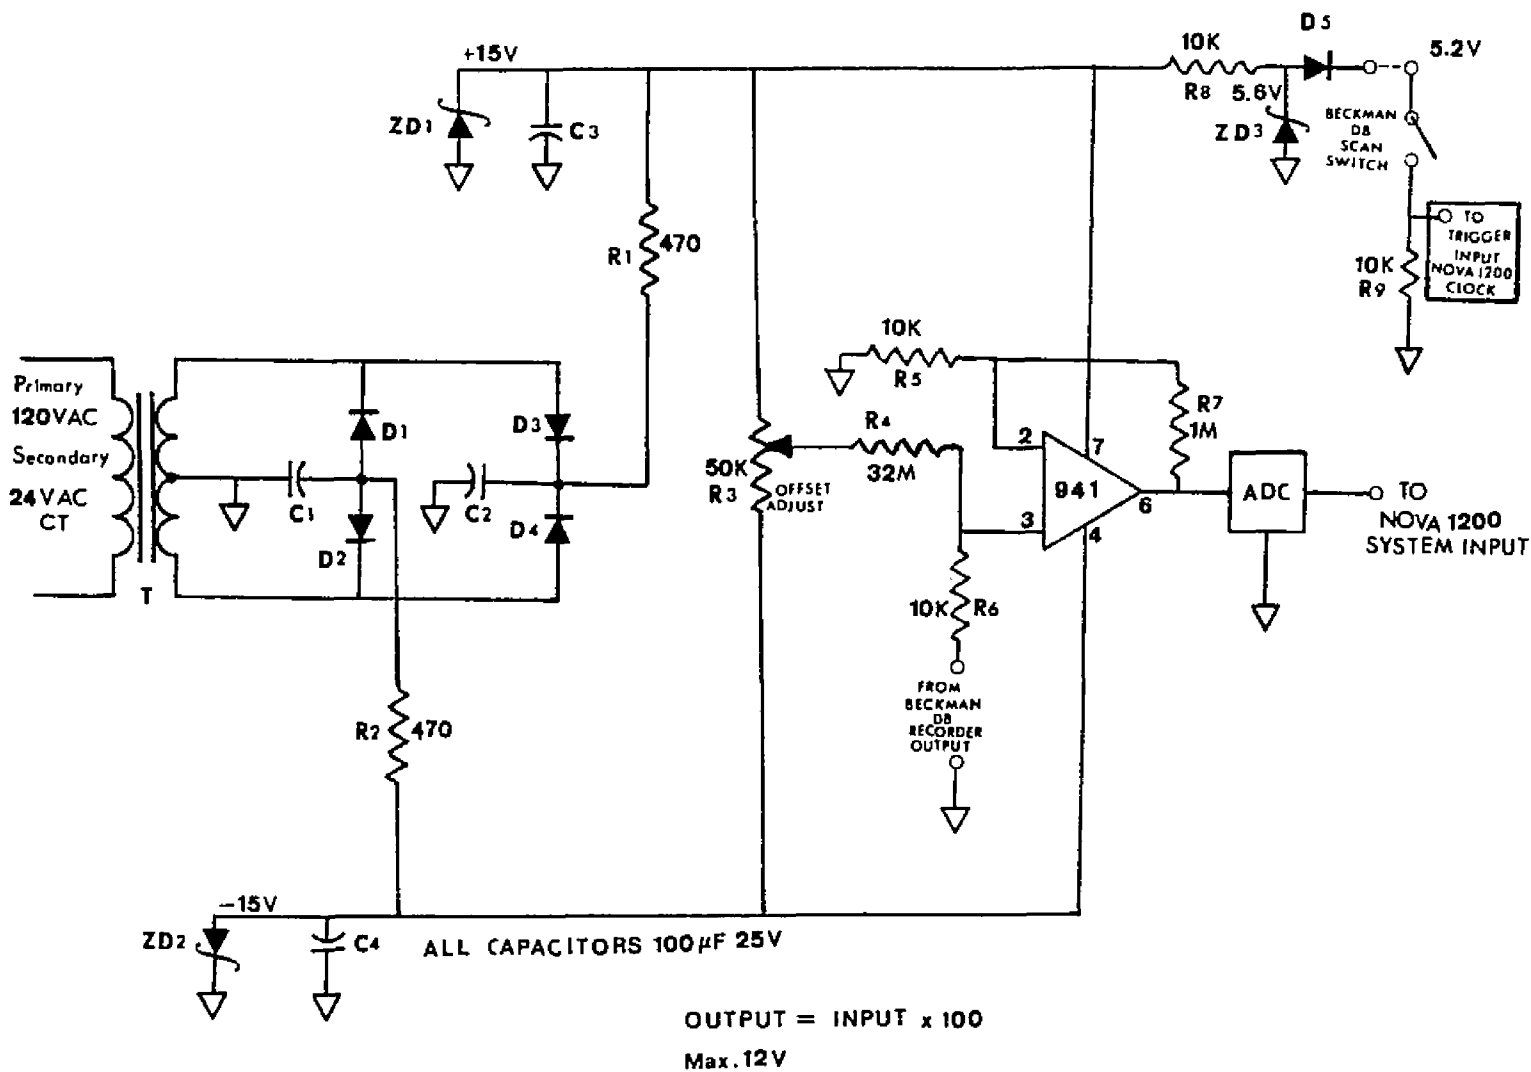 D5
10K
5.2V
+15V
R8
5.6V
ZD1
C3
ZD3
BECKMAN
DB
SCAN
SWITCH
TO
TRIGGER
INPUT
NOVA 1200
CLOCK
R1
470
10K
R9
10K
R5
Primary
120VAC
Secondary
24VAC
CT
T
D1
D3
C1
C2
D2
D4
R4
32M
50K
R3
OFFSET
ADJUST
R7
1M
2
7
3
4
6
941
ADC
TO
NOVA 1200
SYSTEM INPUT
10K
R6
FROM
BECKMAN
DB
RECORDER
OUTPUT
R2
470
-15V
ZD2
C4
ALL CAPACITORS 100µF 25V
OUTPUT = INPUT x 100
Max. 12V